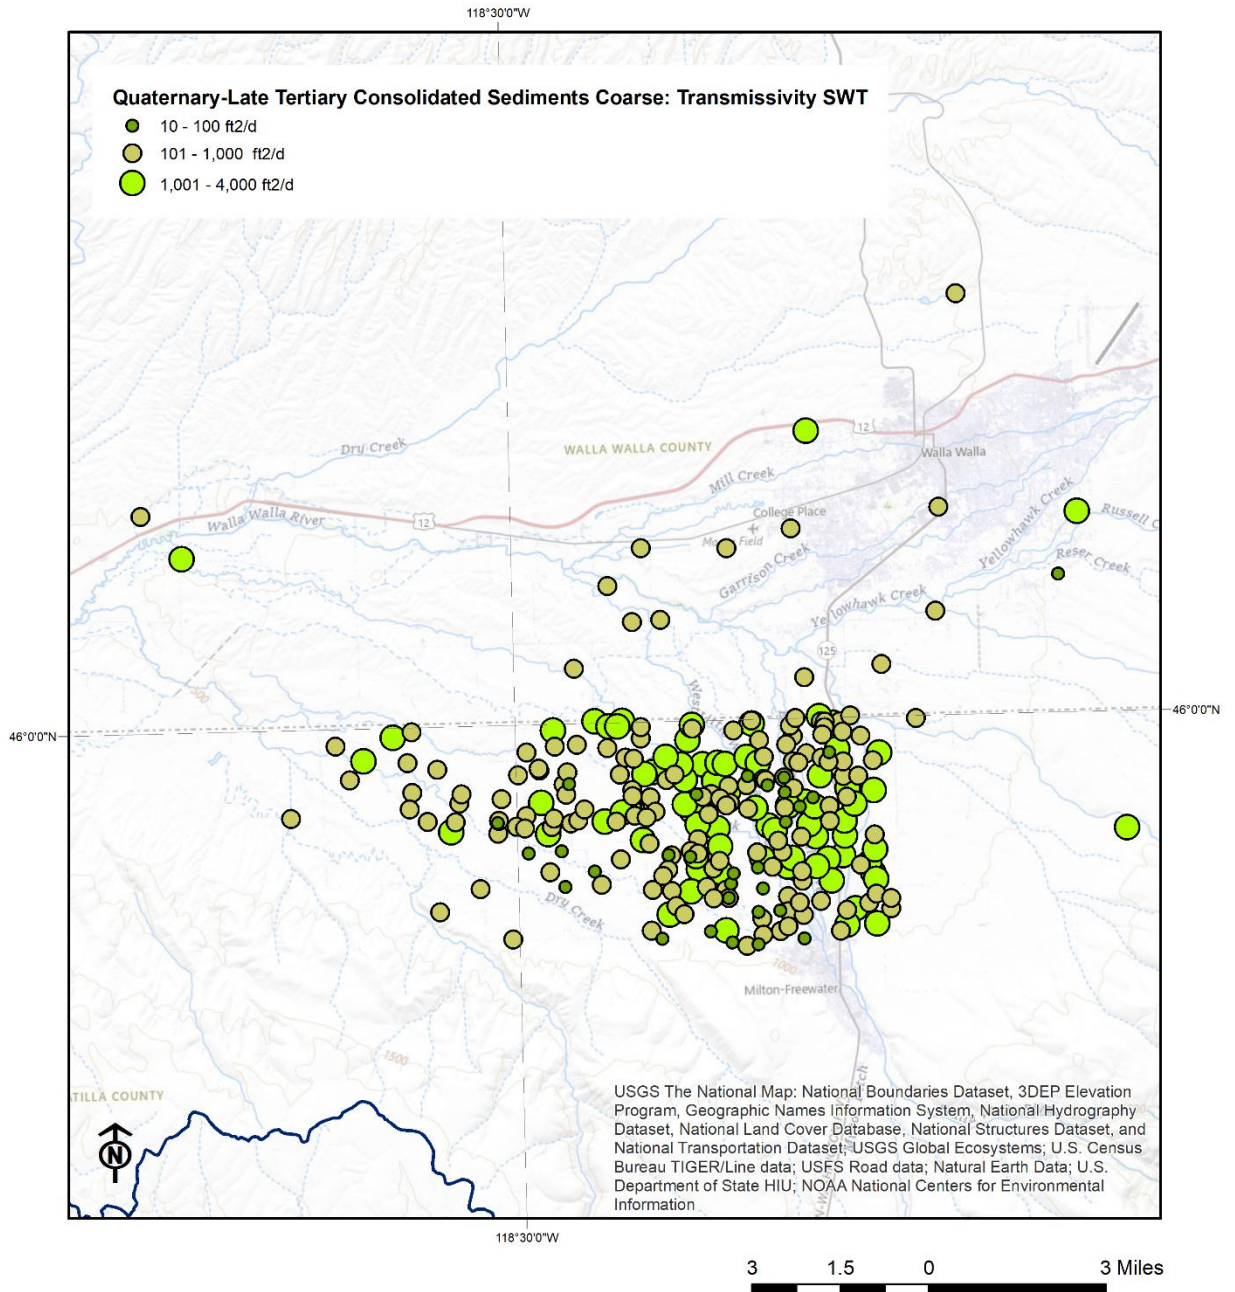 118°30'0"W
Quaternary-Late Tertiary Consolidated Sediments Coarse: Transmissivity SWT
10 - 100 ft2/d
101 - 1,000 ft2/d
1,001 - 4,000 ft2/d
12
Walla Walla
WALLA WALLA COUNTY
Dry Creek
Mill Creek
College Place
Walla Walla River
12
Field
Garrison Creek
Yellowhawk Creek
Russell C
Reser Creek
Yellowhawk Creek
125
500
46°0'0"N
46°0'0"N
Dry Creek
1000
Milton-Freewater
1500
TILLA COUNTY
N
USGS The National Map: National Boundaries Dataset, 3DEP Elevation
Program, Geographic Names Information System, National Hydrography
Dataset, National Land Cover Database, National Structures Dataset, and
National Transportation Dataset; USGS Global Ecosystems; U.S. Census
Bureau TIGER/Line data; USFS Road data; Natural Earth Data; U.S.
Department of State HIU; NOAA National Centers for Environmental
Information
118°30'0"W
3 1.5 0 3 Miles